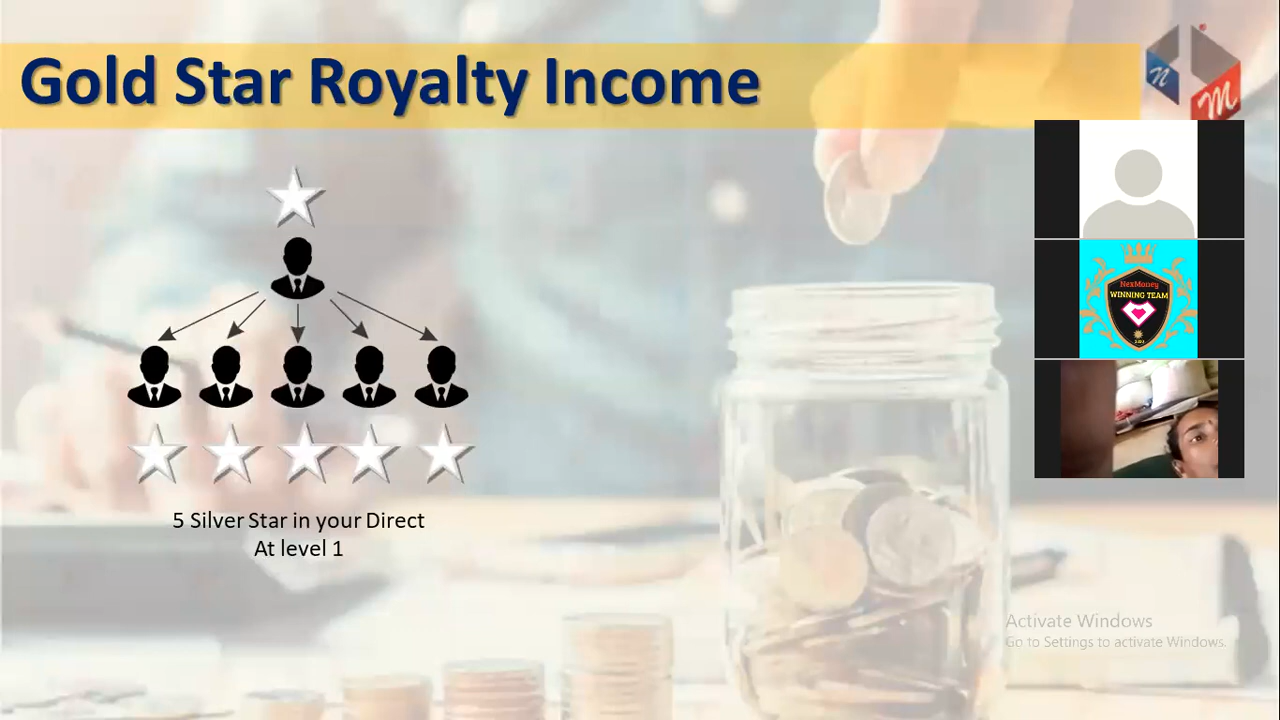 Gold Star Royalty Income
n
m
NexMoney
WINNING TEAM
5 Silver Star in your Direct
At level 1
Activate Windows
Go to Settings to activate Windows.